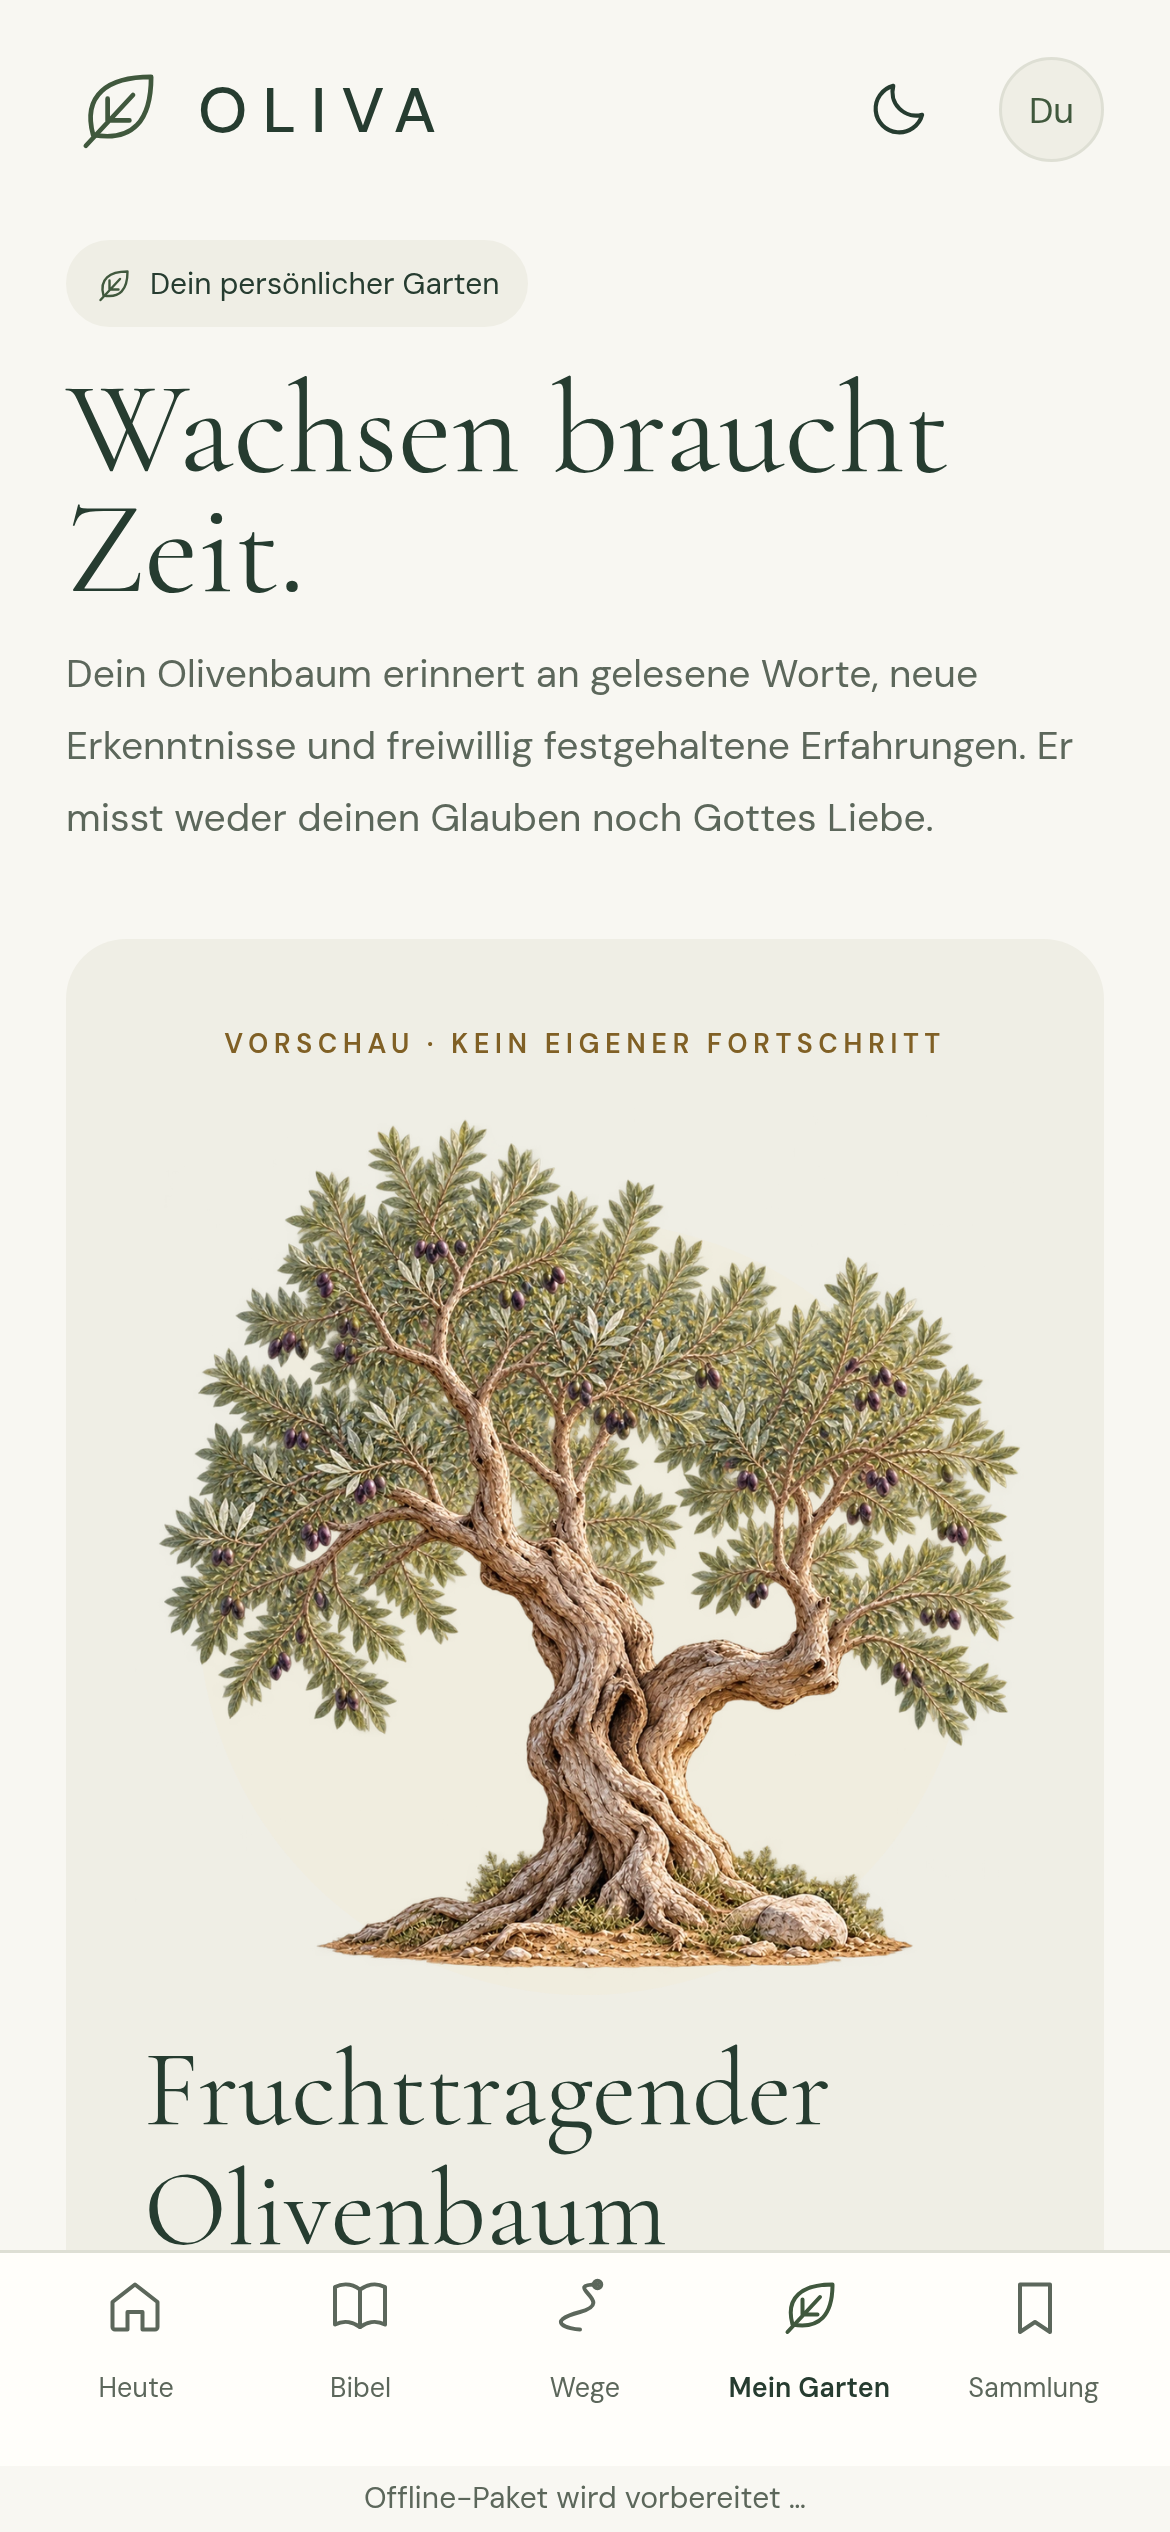 OLIVA
Du
Dein persönlicher Garten
Wachsen braucht
Zeit.
Dein Olivenbaum erinnert an gelesene Worte, neue
Erkenntnisse und freiwillig festgehaltene Erfahrungen. Er
misst weder deinen Glauben noch Gottes Liebe.
VORSCHAU · KEIN EIGENER FORTSCHRITT
Fruchttragender
Olivenbaum
Heute
Bibel
Wege
Mein Garten
Sammlung
Offline-Paket wird vorbereitet …